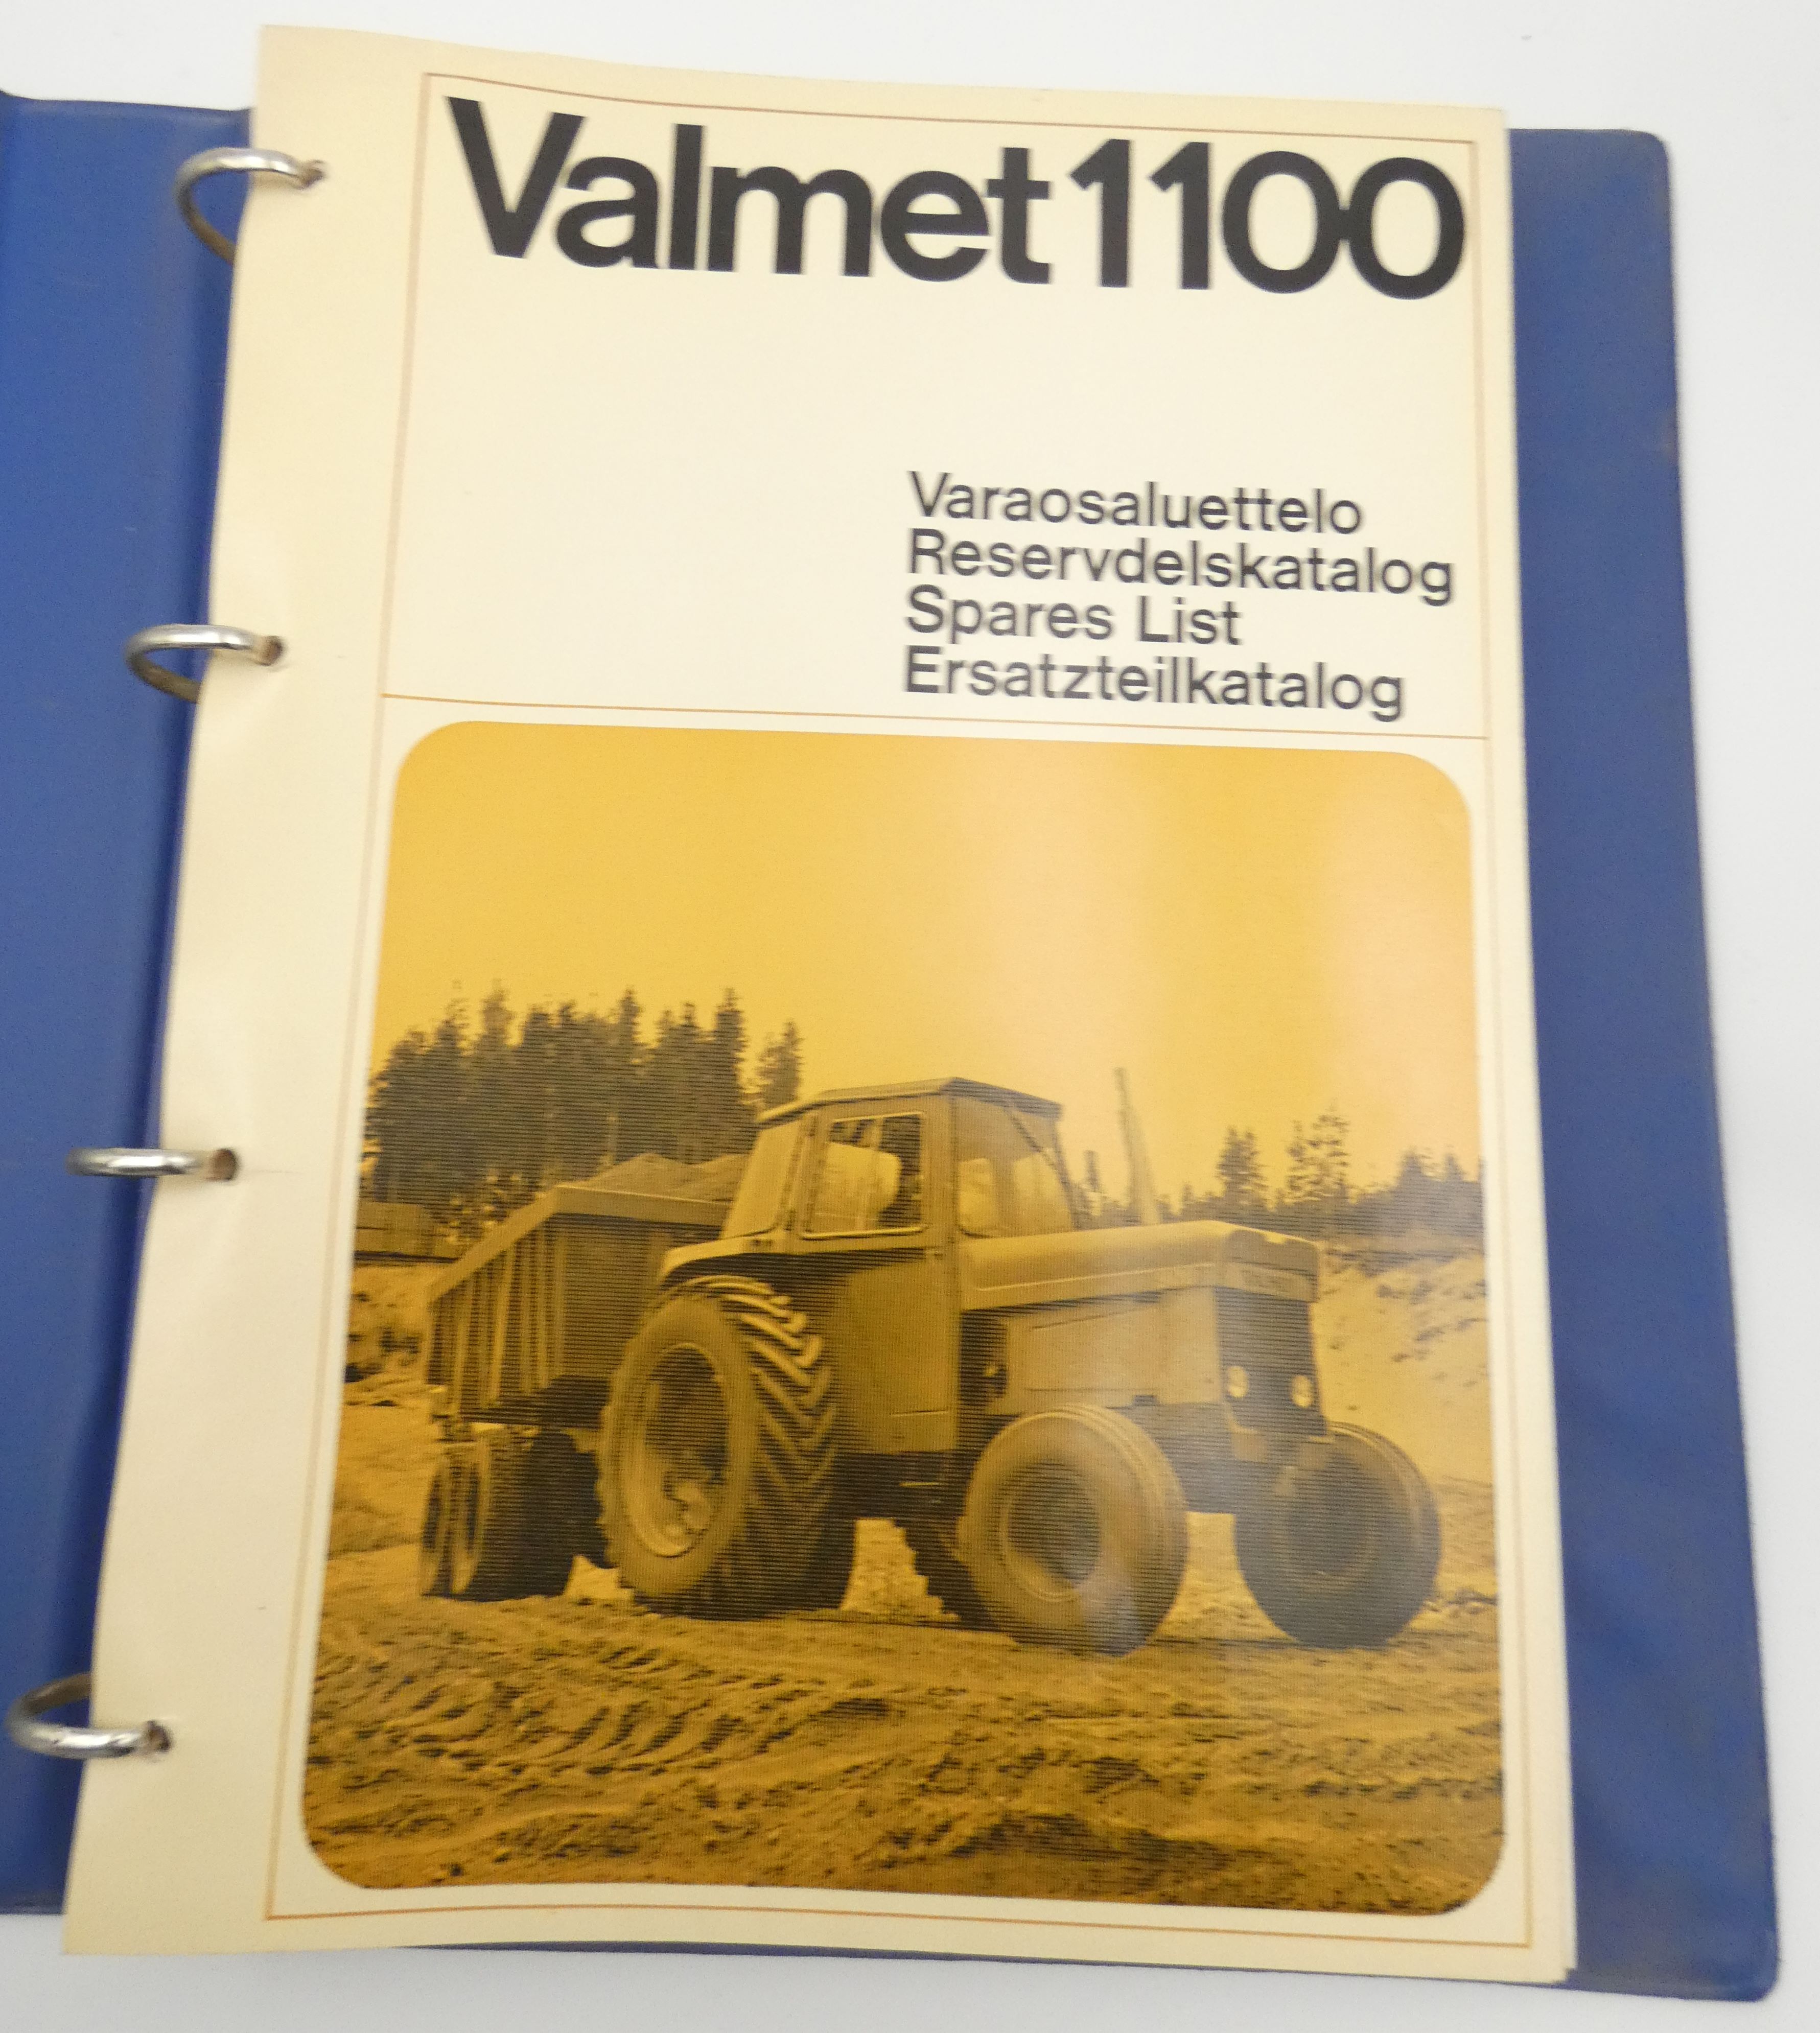 Valmet 1100
Varaosaluettelo
Reservdelskatalog
Spares List
Ersatzteilkatalog